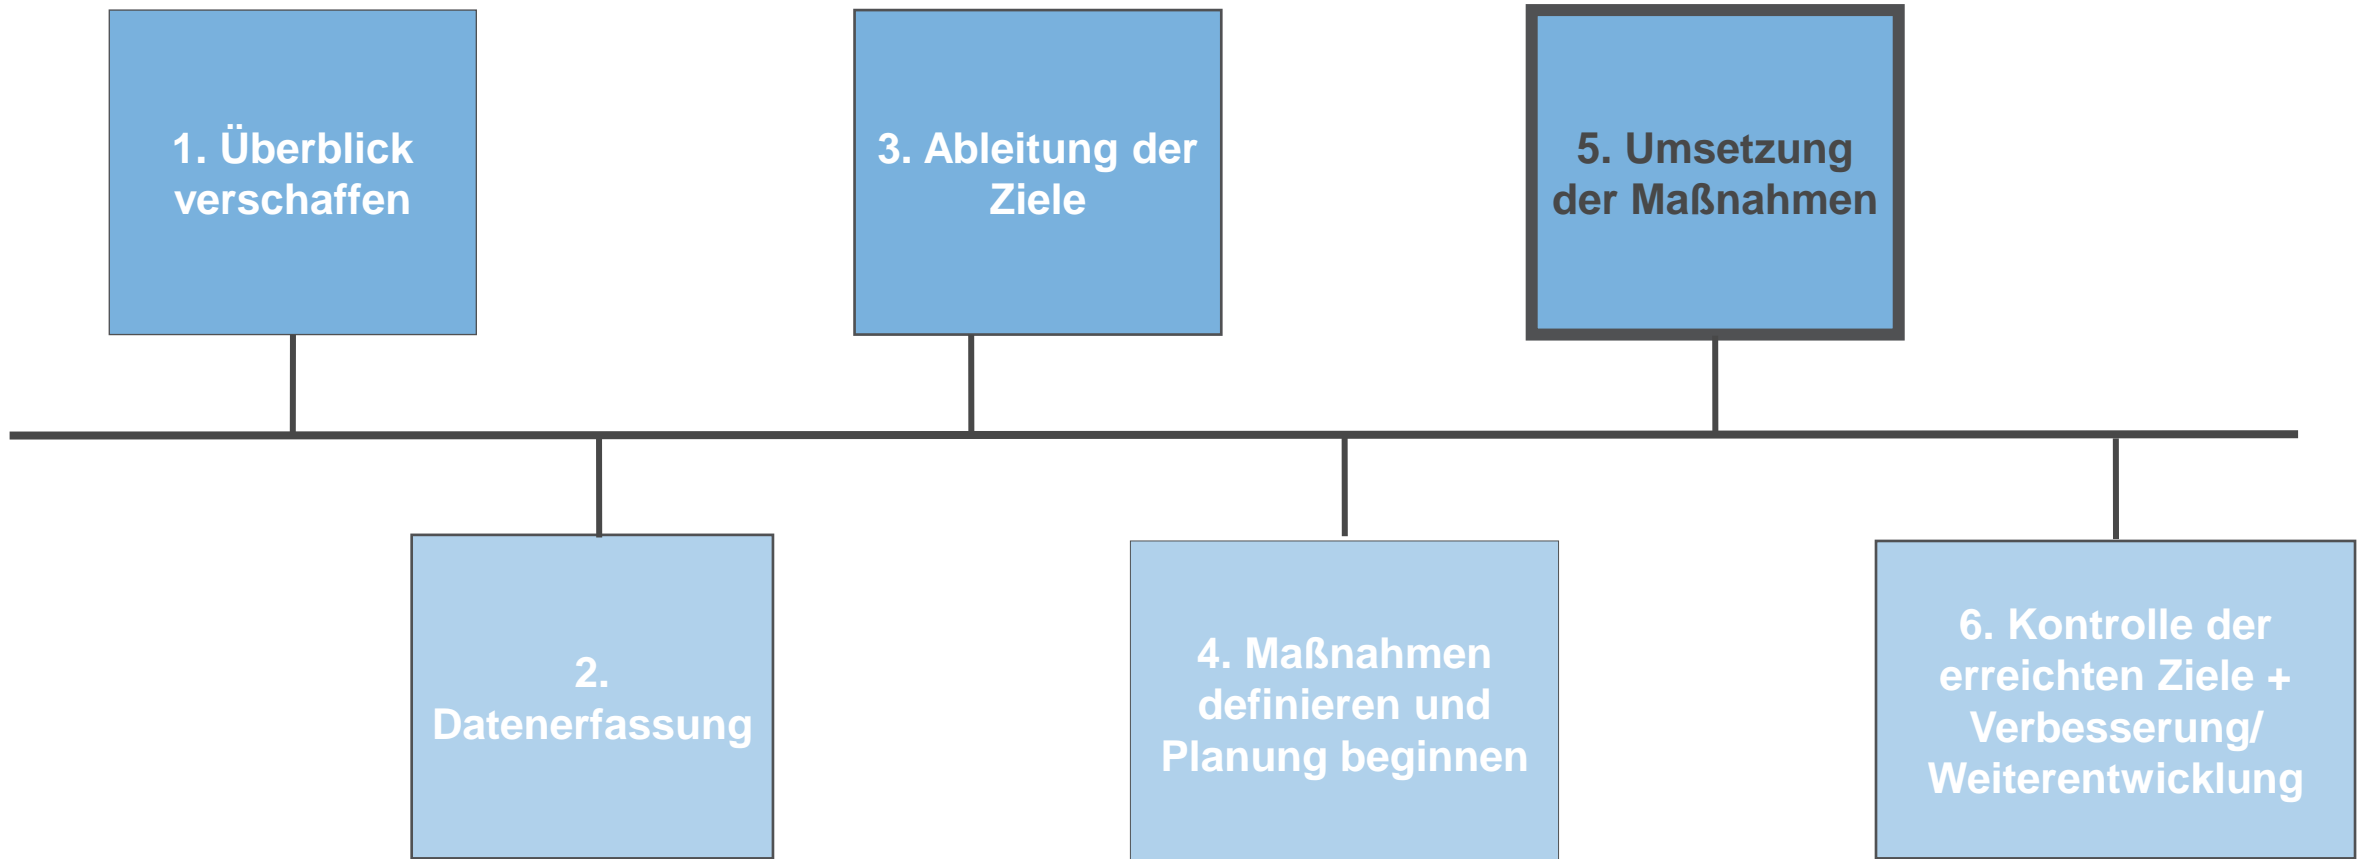 1. Überblick
verschaffen
2.
Datenerfassung
3. Ableitung der
Ziele
4. Maßnahmen
definieren und
Planung beginnen
5. Umsetzung
der Maßnahmen
6. Kontrolle der
erreichten Ziele +
Verbesserung/
Weiterentwicklung